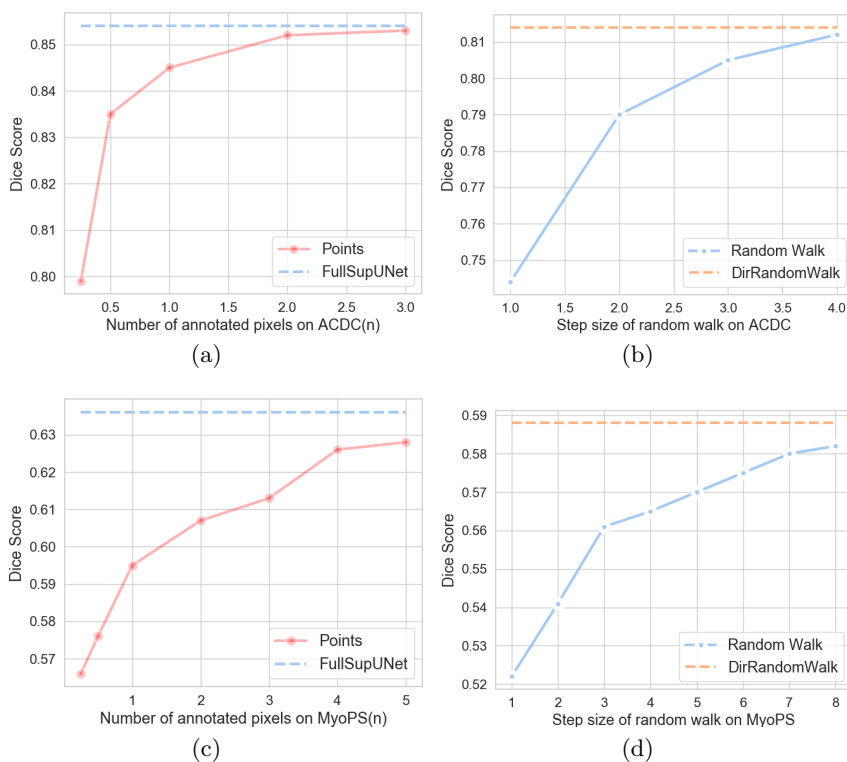 0.85
0.84
0.83
0.82
0.81
0.80
Dice Score
Points
FullSupUNet
0.5 1.0 1.5 2.0 2.5 3.0
Number of annotated pixels on ACDC(n)
(a)
0.81
0.80
0.79
0.77
0.76
0.75
Dice Score
Random Walk
DirRandomWalk
1.0 1.5 2.0 2.5 3.0 3.5 4.0
Step size of random walk on ACDC
(b)
0.63
0.62
0.61
0.60
0.59
0.58
0.57
Dice Score
Points
FullSupUNet
1 2 3 4 5
Number of annotated pixels on MyoPS(n)
(c)
0.59
0.58
0.57
0.56
0.54
0.53
0.52
Dice Score
Random Walk
DirRandomWalk
1 2 3 4 5 6 7 8
Step size of random walk on MyoPS
(d)